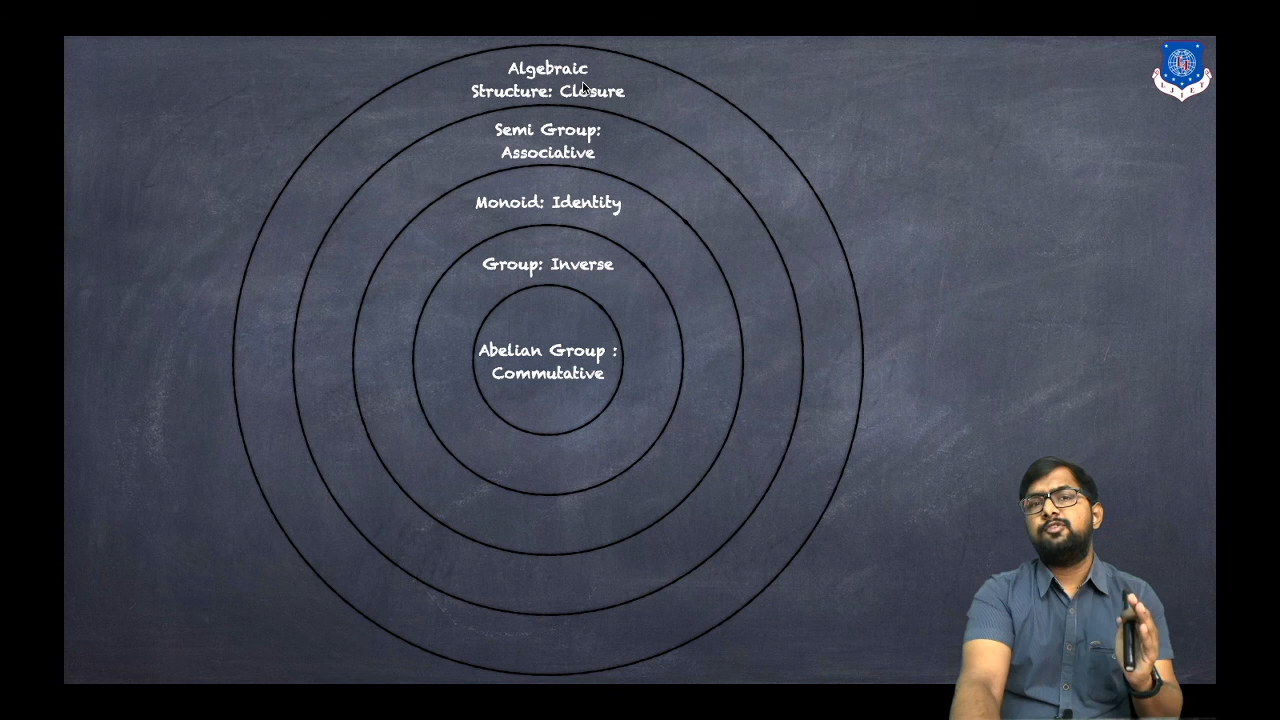 Algebraic
Structure: Closure
Semi Group:
Associative
Monoid: Identity
Group: Inverse
Abelian Group :
Commutative